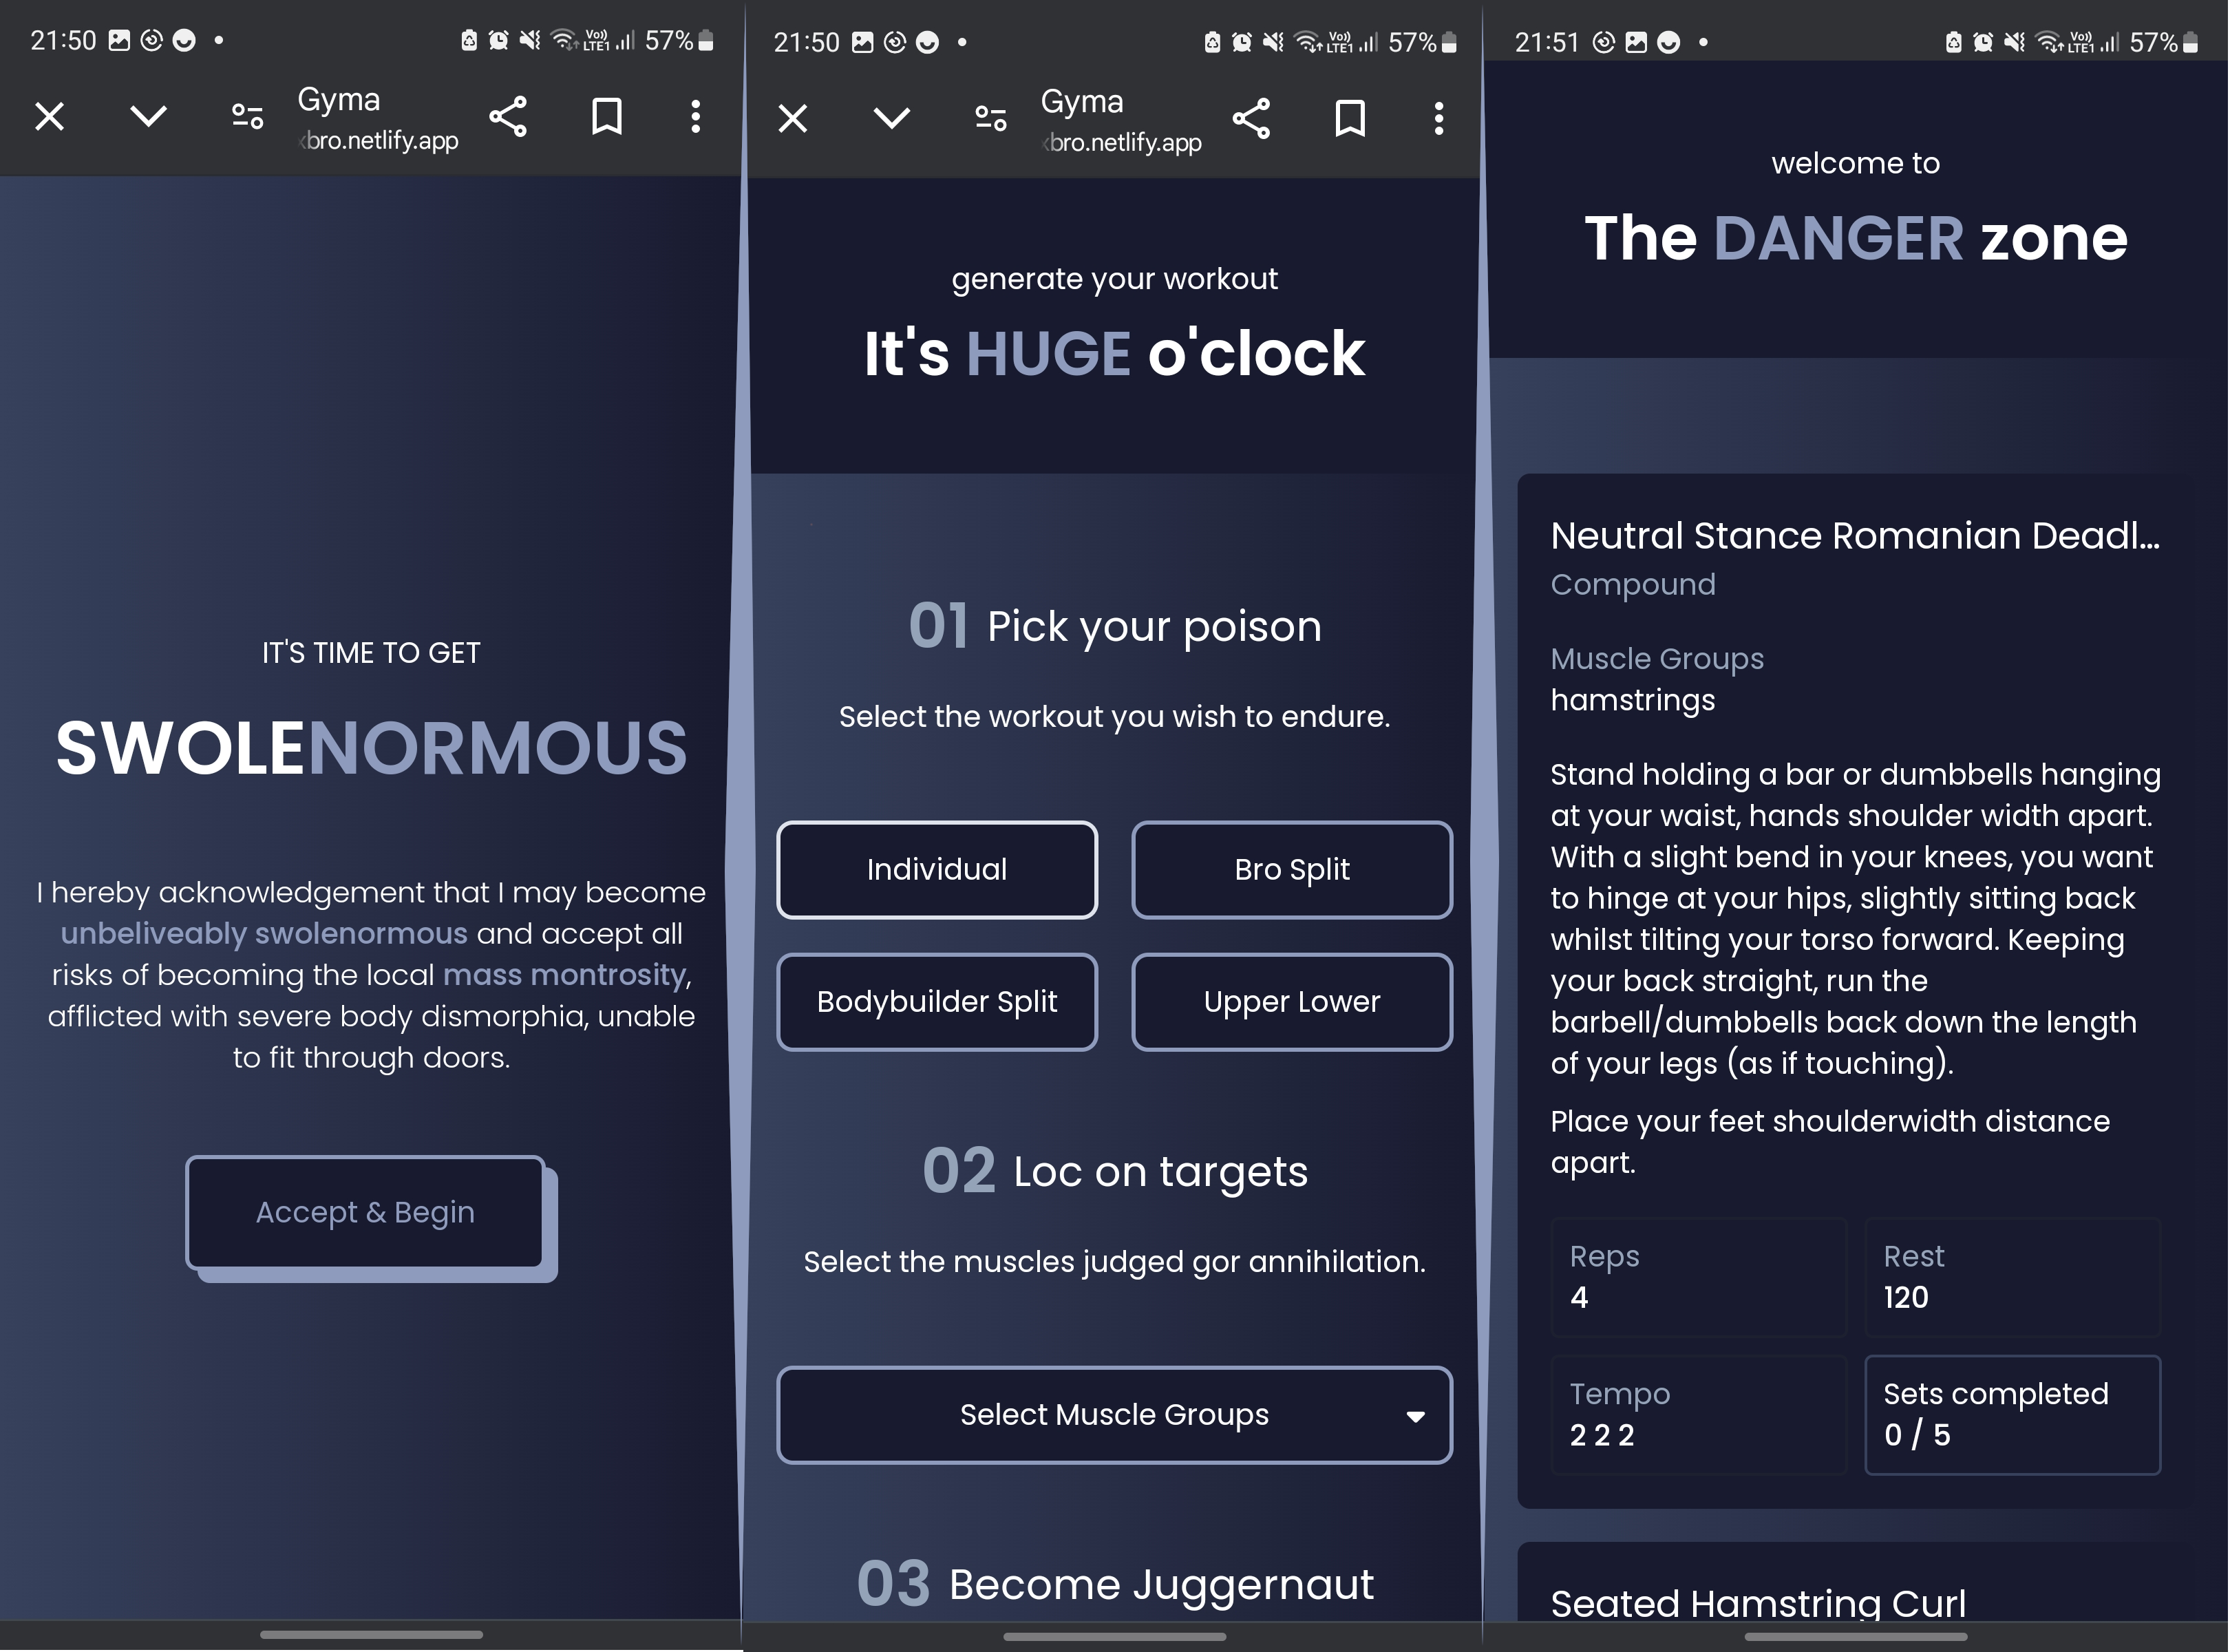 21:50
Vo))
LTE1
57%
Gyma
bro.netlify.app
IT'S TIME TO GET
SWOLENORMOUS
I hereby acknowledgement that I may become
unbeliveably swolenormous and accept all
risks of becoming the local mass montrosity,
afflicted with severe body dismorphia, unable
to fit through doors.
Accept & Begin
21:50
Vo))
LTE1
57%
Gyma
bro.netlify.app
generate your workout
It's HUGE o'clock
01 Pick your poison
Select the workout you wish to endure.
Individual
Bro Split
Bodybuilder Split
Upper Lower
02 Loc on targets
Select the muscles judged gor annihilation.
Select Muscle Groups
03 Become Juggernaut
21:51
Vo))
LTE1
57%
welcome to
The DANGER zone
Neutral Stance Romanian Deadl...
Compound
Muscle Groups
hamstrings
Stand holding a bar or dumbbells hanging
at your waist, hands shoulder width apart.
With a slight bend in your knees, you want
to hinge at your hips, slightly sitting back
whilst tilting your torso forward. Keeping
your back straight, run the
barbell/dumbbells back down the length
of your legs (as if touching).
Place your feet shoulderwidth distance
apart.
Reps
4
Rest
120
Tempo
2 2 2
Sets completed
0 / 5
Seated Hamstring Curl